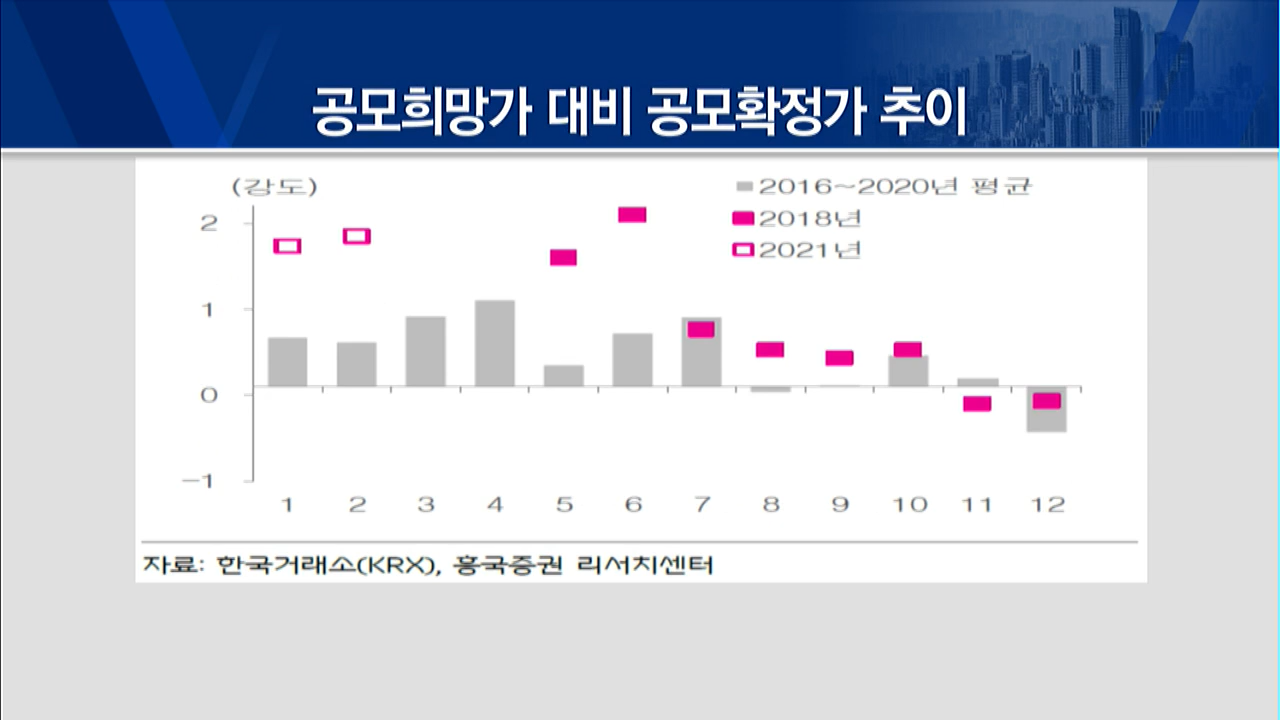 공모희망가 대비 공모확정가 추이
(강도)
2016~2020년 평균
2018년
2021년
2
1
0
-1
1 2 3 4 5 6 7 8 9 10 11 12
자료: 한국거래소(KRX), 흥국증권 리서치센터